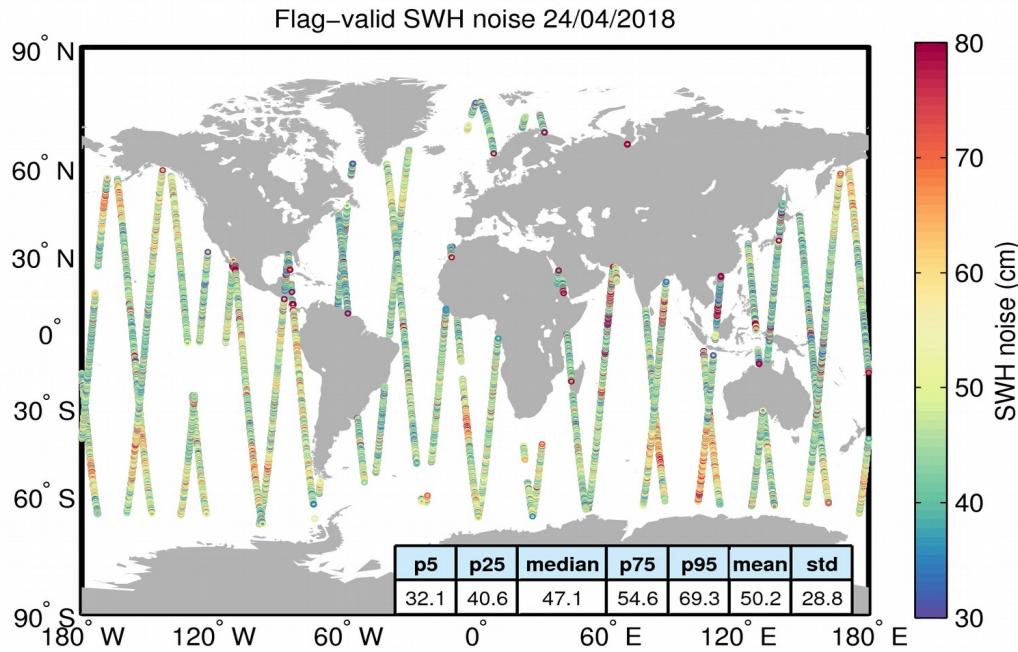 Flag−valid SWH noise 24/04/2018
90° N
60° N
30° N
0°
30° S
60° S
90° S
180° W
120° W
60° W
0°
60° E
120° E
180° E
80
70
60
50
40
30
SWH noise (cm)
p5 p25 median p75 p95 mean std
32.1 40.6 47.1 54.6 69.3 50.2 28.8